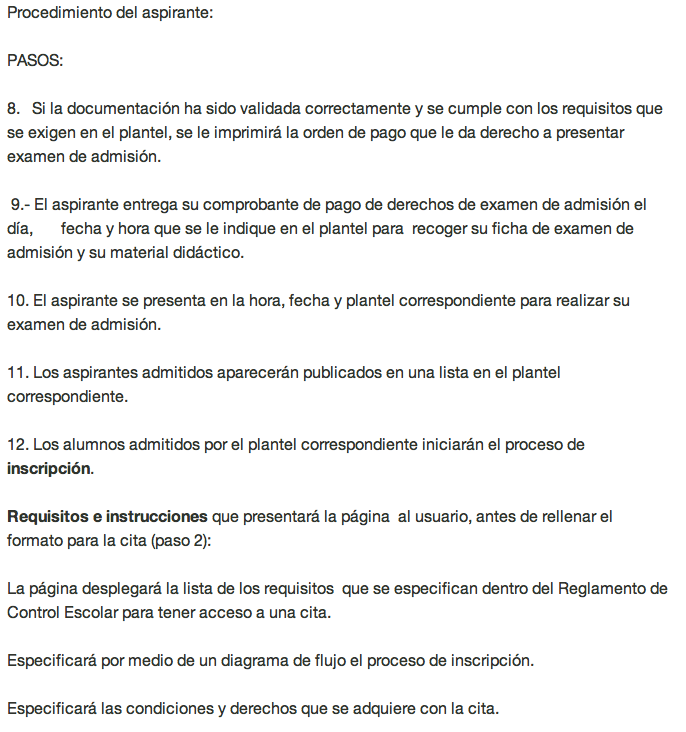 Procedimiento del aspirante:
PASOS:
8.   Si la documentación ha sido validada correctamente y se cumple con los requisitos que
se exigen en el plantel, se le imprimirá la orden de pago que le da derecho a presentar
examen de admisión.
9.- El aspirante entrega su comprobante de pago de derechos de examen de admisión el
día,      fecha y hora que se le indique en el plantel para  recoger su ficha de examen de
admisión y su material didáctico.
10. El aspirante se presenta en la hora, fecha y plantel correspondiente para realizar su
examen de admisión.
11. Los aspirantes admitidos aparecerán publicados en una lista en el plantel
correspondiente.
12. Los alumnos admitidos por el plantel correspondiente iniciarán el proceso de
inscripción.
Requisitos e instrucciones que presentará la página  al usuario, antes de rellenar el
formato para la cita (paso 2):
La página desplegará la lista de los requisitos  que se especifican dentro del Reglamento de
Control Escolar para tener acceso a una cita.
Especificará por medio de un diagrama de flujo el proceso de inscripción.
Especificará las condiciones y derechos que se adquiere con la cita.